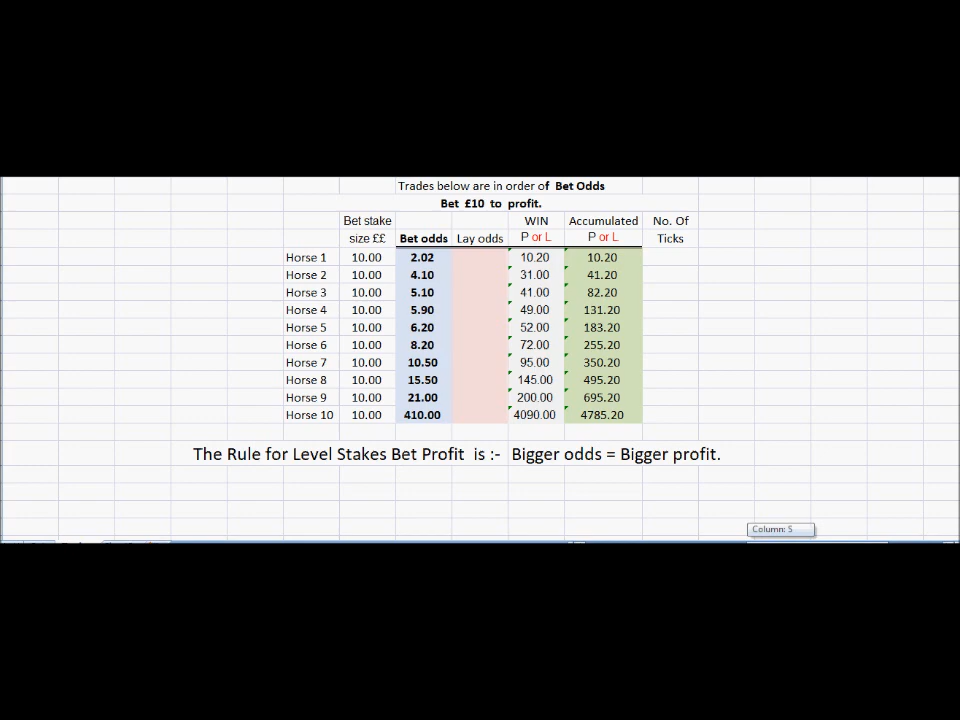 Trades below are in order of Bet Odds
Bet £10 to profit.
Bet stake WIN Accumulated No. Of
size ££ Bet odds Lay odds P or L P or L Ticks
Horse 1 10.00 2.02 10.20 10.20
Horse 2 10.00 4.10 31.00 41.20
Horse 3 10.00 5.10 41.00 82.20
Horse 4 10.00 5.90 49.00 131.20
Horse 5 10.00 6.20 52.00 183.20
Horse 6 10.00 8.20 72.00 255.20
Horse 7 10.00 10.50 95.00 350.20
Horse 8 10.00 15.50 145.00 495.20
Horse 9 10.00 21.00 200.00 695.20
Horse 10 10.00 410.00 4090.00 4785.20
The Rule for Level Stakes Bet Profit is :- Bigger odds = Bigger profit.
Column: S